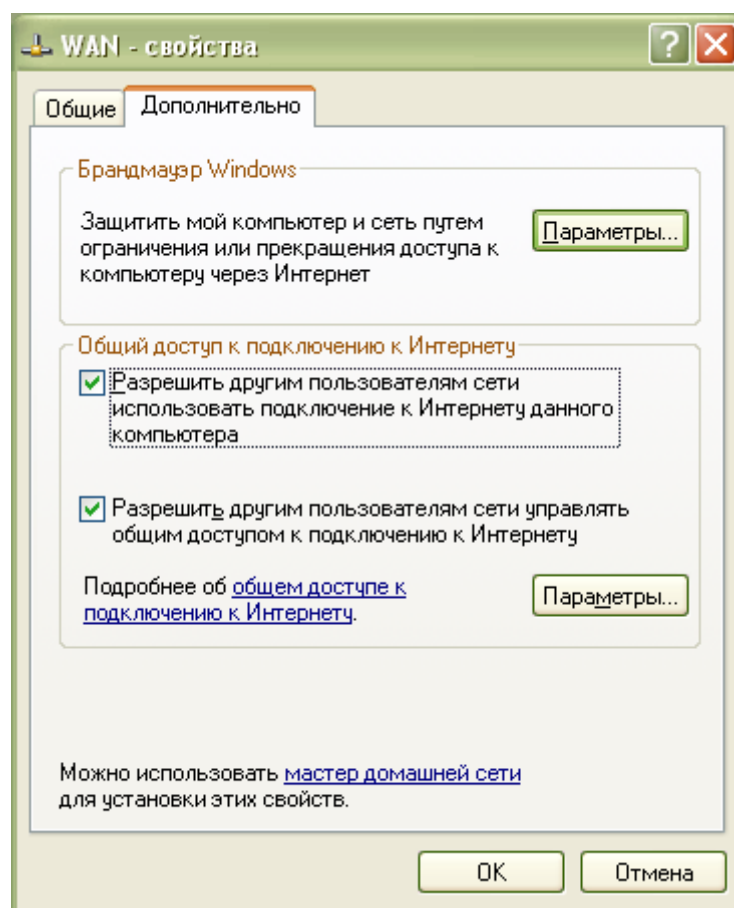 WAN - свойства
Общие
Дополнительно
Брандмауэр Windows
Защитить мой компьютер и сеть путем
ограничения или прекращения доступа к
компьютеру через Интернет
Параметры...
Общий доступ к подключению к Интернету
Разрешить другим пользователям сети
использовать подключение к Интернету данного
компьютера
Разрешить другим пользователям сети управлять
общим доступом к подключению к Интернету
Подробнее об общем доступе к
подключению к Интернету.
Параметры...
Можно использовать мастер домашней сети
для установки этих свойств.
OK
Отмена